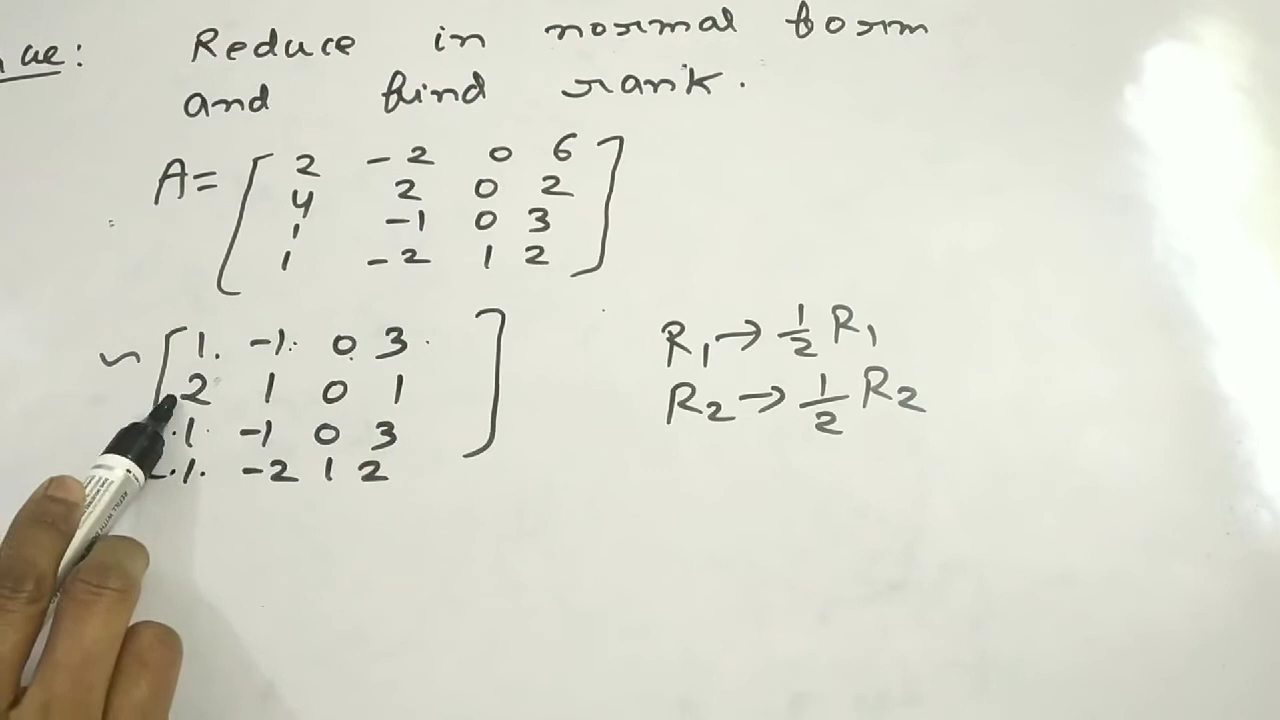 ue: Reduce in normal form
and find rank.
A= [ 2 -2 0 6
4 2 0 2
1 -1 0 3
1 -2 1 2 ]
~ [ 1. -1. 0 3. ] R1→1/2 R1
2 1 0 1 R2→1/2 R2
1 -1 0 3
1. -2 1 2